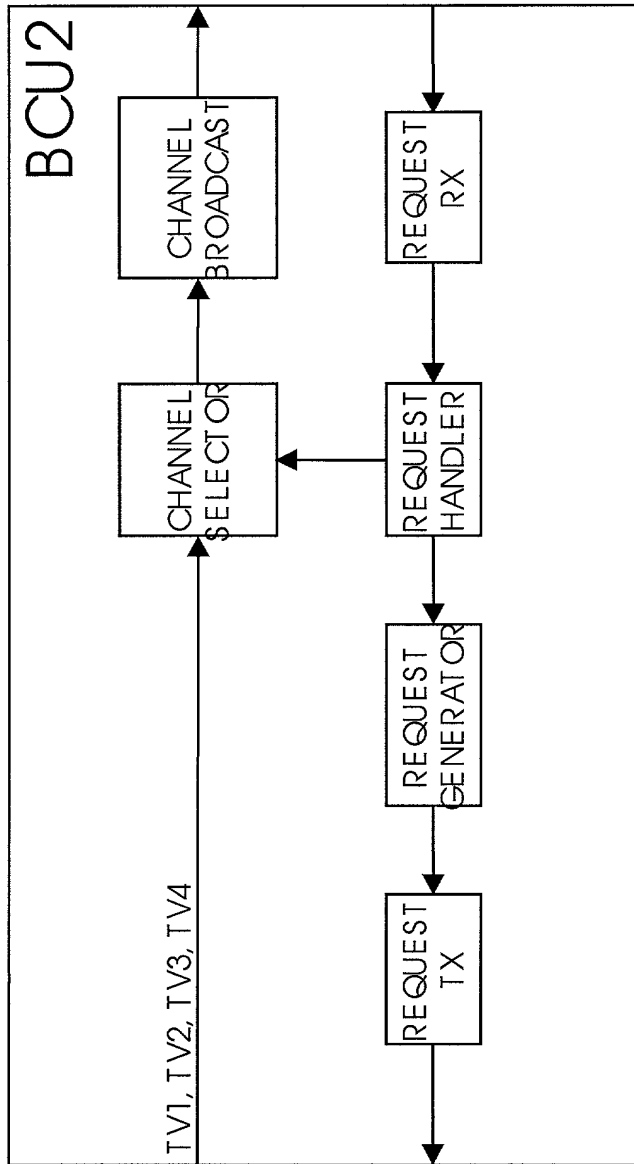 BCU2
CHANNEL
BROADCAST
CHANNEL
SELECTOR
TV1, TV2, TV3, TV4
REQUEST
RX
REQUEST
HANDLER
REQUEST
GENERATOR
REQUEST
TX